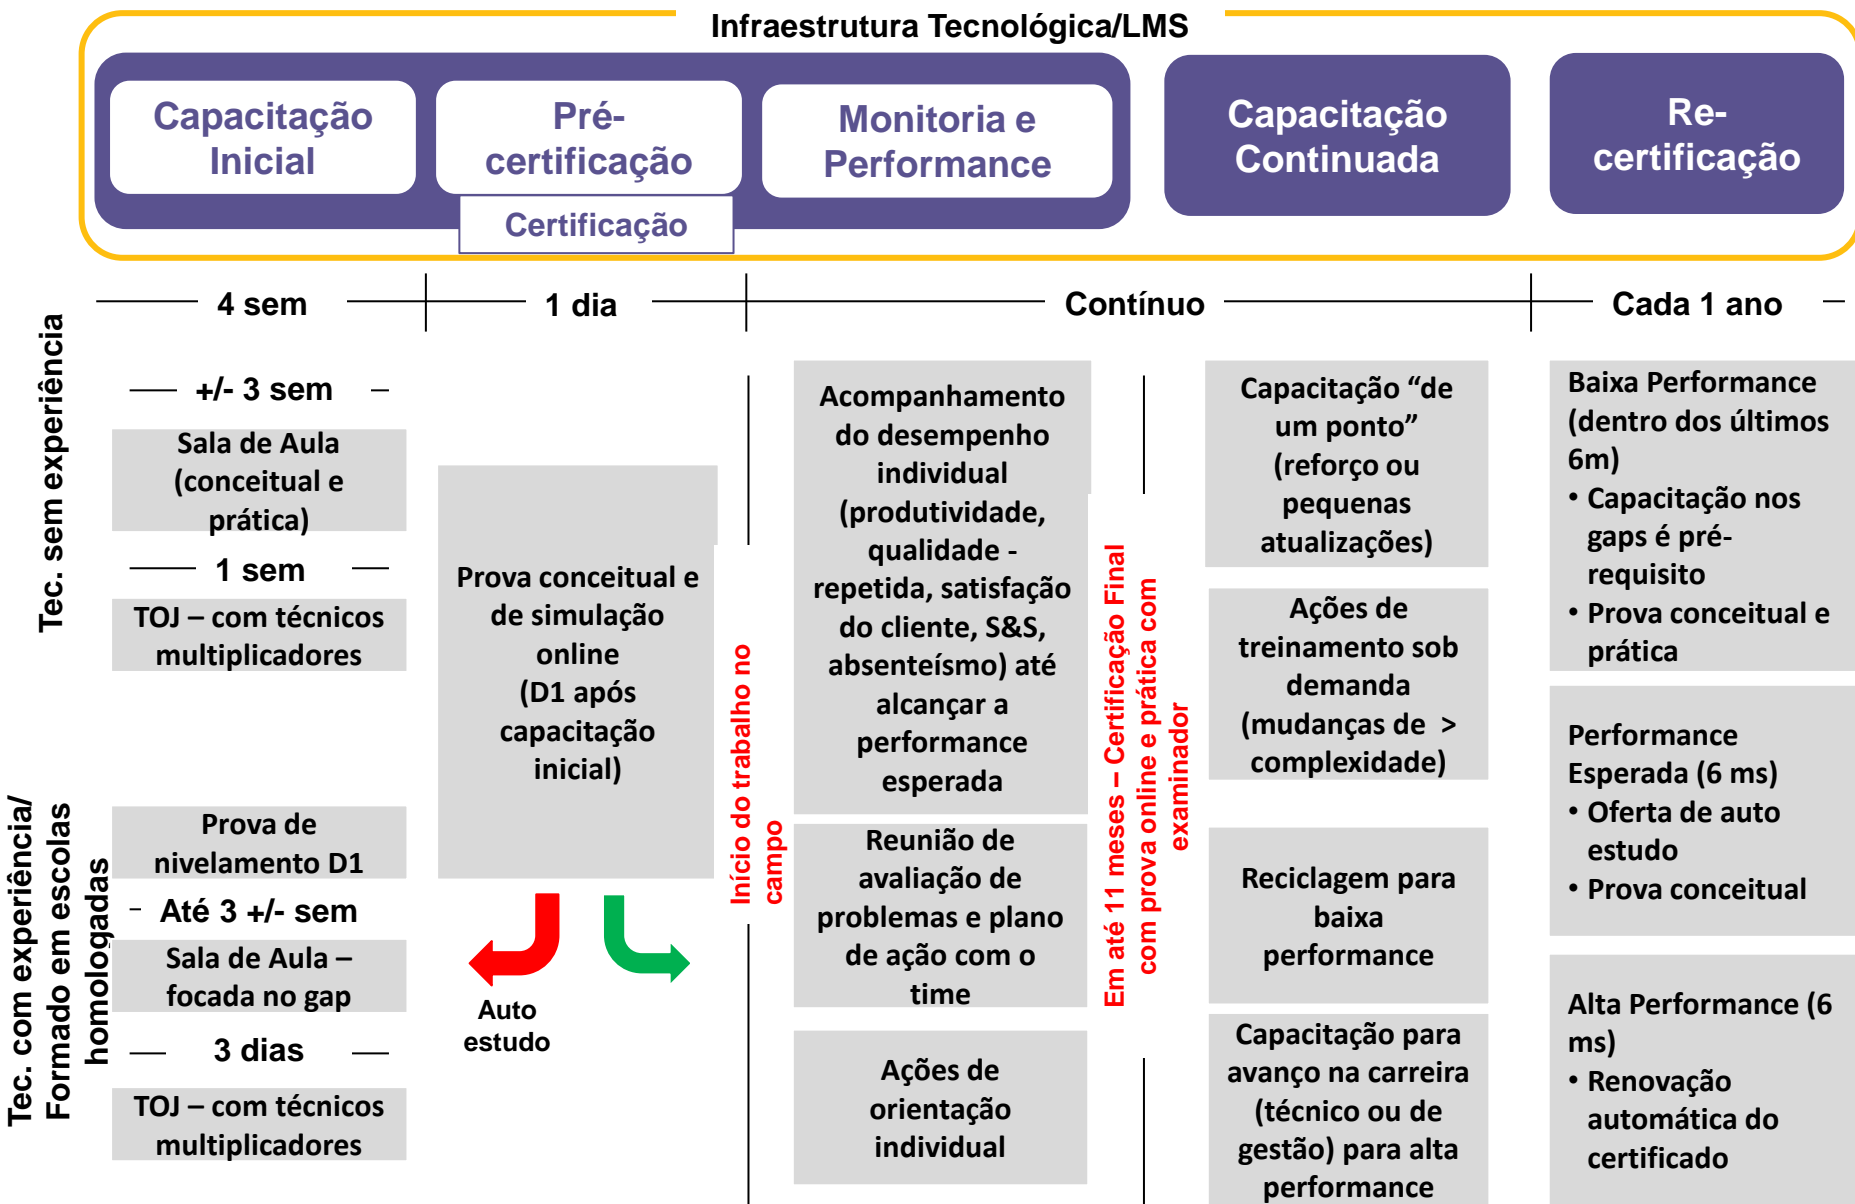 Infraestrutura Tecnológica/LMS
Capacitação
Inicial
Pré-
certificação
Certificação
Monitoria e
Performance
Capacitação
Continuada
Re-
certificação
4 sem
1 dia
Contínuo
Cada 1 ano
Tec. sem experiência
+/- 3 sem
Sala de Aula
(conceitual e
prática)
1 sem
TOJ – com técnicos
multiplicadores
Tec. com experiência/
Formado em escolas
homologadas
Prova de
nivelamento D1
Até 3 +/- sem
Sala de Aula –
focada no gap
3 dias
TOJ – com técnicos
multiplicadores
Prova conceitual e
de simulação
online
(D1 após
capacitação
inicial)
Auto
estudo
Início do trabalho no
campo
Acompanhamento
do desempenho
individual
(produtividade,
qualidade -
repetida, satisfação
do cliente, S&S,
absenteísmo) até
alcançar a
performance
esperada
Reunião de
avaliação de
problemas e plano
de ação com o
time
Ações de
orientação
individual
Em até 11 meses – Certificação Final
com prova online e prática com
examinador
Capacitação “de
um ponto”
(reforço ou
pequenas
atualizações)
Ações de
treinamento sob
demanda
(mudanças de >
complexidade)
Reciclagem para
baixa
performance
Capacitação para
avanço na carreira
(técnico ou de
gestão) para alta
performance
Baixa Performance
(dentro dos últimos
6m)
• Capacitação nos
gaps é pré-
requisito
• Prova conceitual e
prática
Performance
Esperada (6 ms)
• Oferta de auto
estudo
• Prova conceitual
Alta Performance (6
ms)
• Renovação
automática do
certificado